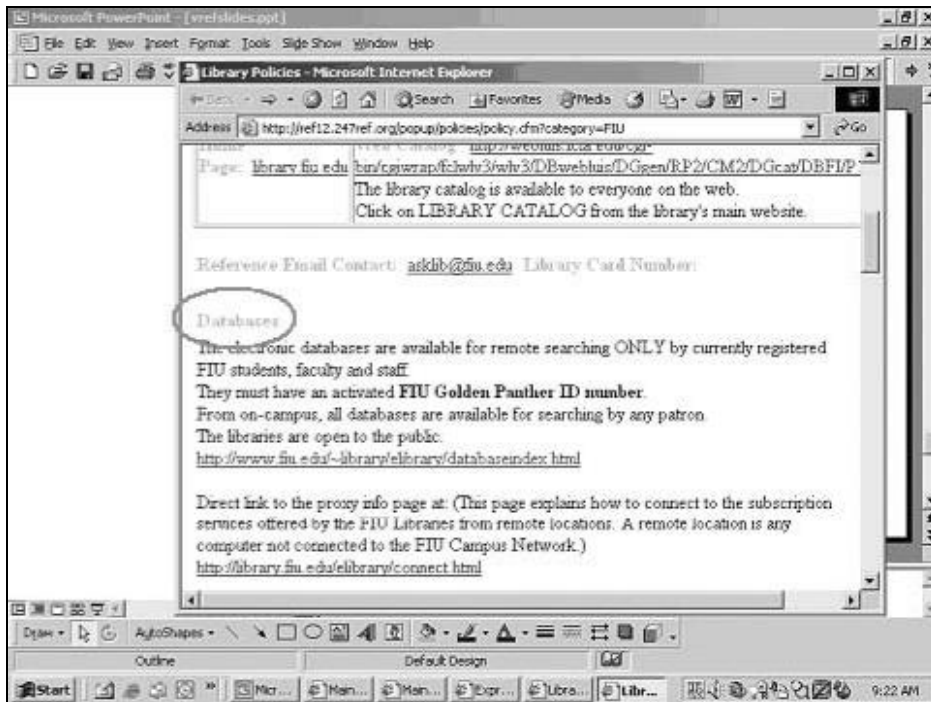 Microsoft PowerPoint - [vrefslides.ppt]
File Edit View Insert Format Tools Slide Show Window Help
Library Policies - Microsoft Internet Explorer
Search Favorites Media
Address http://ref12.247ref.org/popup/policies/policy.cfm?category=FIU Go
Home
Page: library.fiu.edu
Web Catalog
The library catalog is available to everyone on the web.
Click on LIBRARY CATALOG from the library's main website.
Reference Email Contact: asklib@fiu.edu Library Card Number:
Databases
The electronic databases are available for remote searching ONLY by currently registered
FIU students, faculty and staff.
They must have an activated FIU Golden Panther ID number.
From on-campus, all databases are available for searching by any patron.
The libraries are open to the public.
http://www.fiu.edu/~library/elibrary/databaseindex.html
Direct link to the proxy info page at: (This page explains how to connect to the subscription
services offered by the FIU Libraries from remote locations. A remote location is any
computer not connected to the FIU Campus Network.)
http://library.fiu.edu/elibrary/connect.html
Draw AutoShapes
Outline Default Design
Start Micr... Main... Main... Expr... Libra... Libr... 9:22 AM